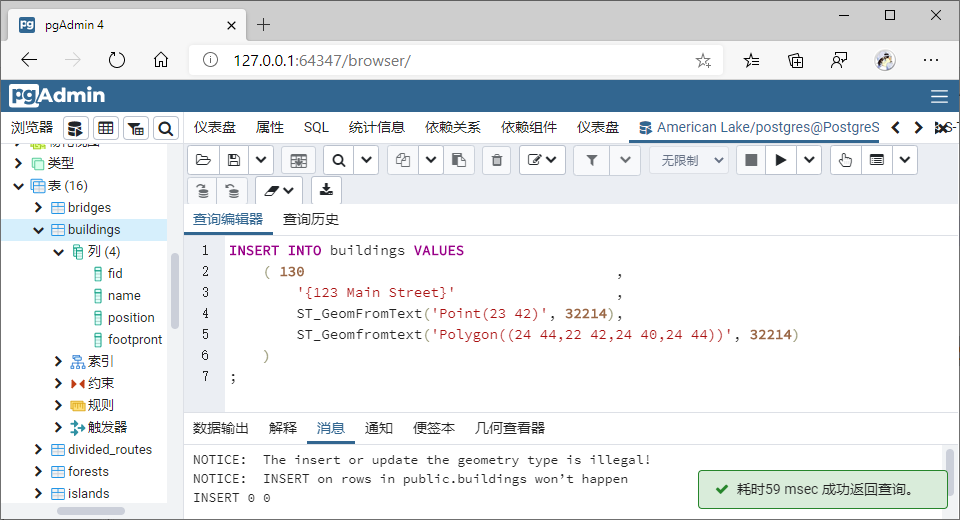 pgAdmin 4
127.0.0.1:64347/browser/
pgAdmin
浏览器
仪表盘 属性 SQL 统计信息 依赖关系 依赖组件 仪表盘 American Lake/postgres@PostgreS
类型
表 (16)
bridges
buildings
列 (4)
fid
name
position
footpront
索引
约束
规则
触发器
divided_routes
forests
islands
无限制
查询编辑器 查询历史
1 INSERT INTO buildings VALUES
2 ( 130 ,
3 '{123 Main Street}' ,
4 ST_GeomFromText('Point(23 42)', 32214),
5 ST_Geomfromtext('Polygon((24 44,22 42,24 40,24 44))', 32214)
6 )
7 ;
数据输出 解释 消息 通知 便签本 几何查看器
NOTICE: The insert or update the geometry type is illegal!
NOTICE: INSERT on rows in public.buildings won’t happen
INSERT 0 0
耗时59 msec 成功返回查询。